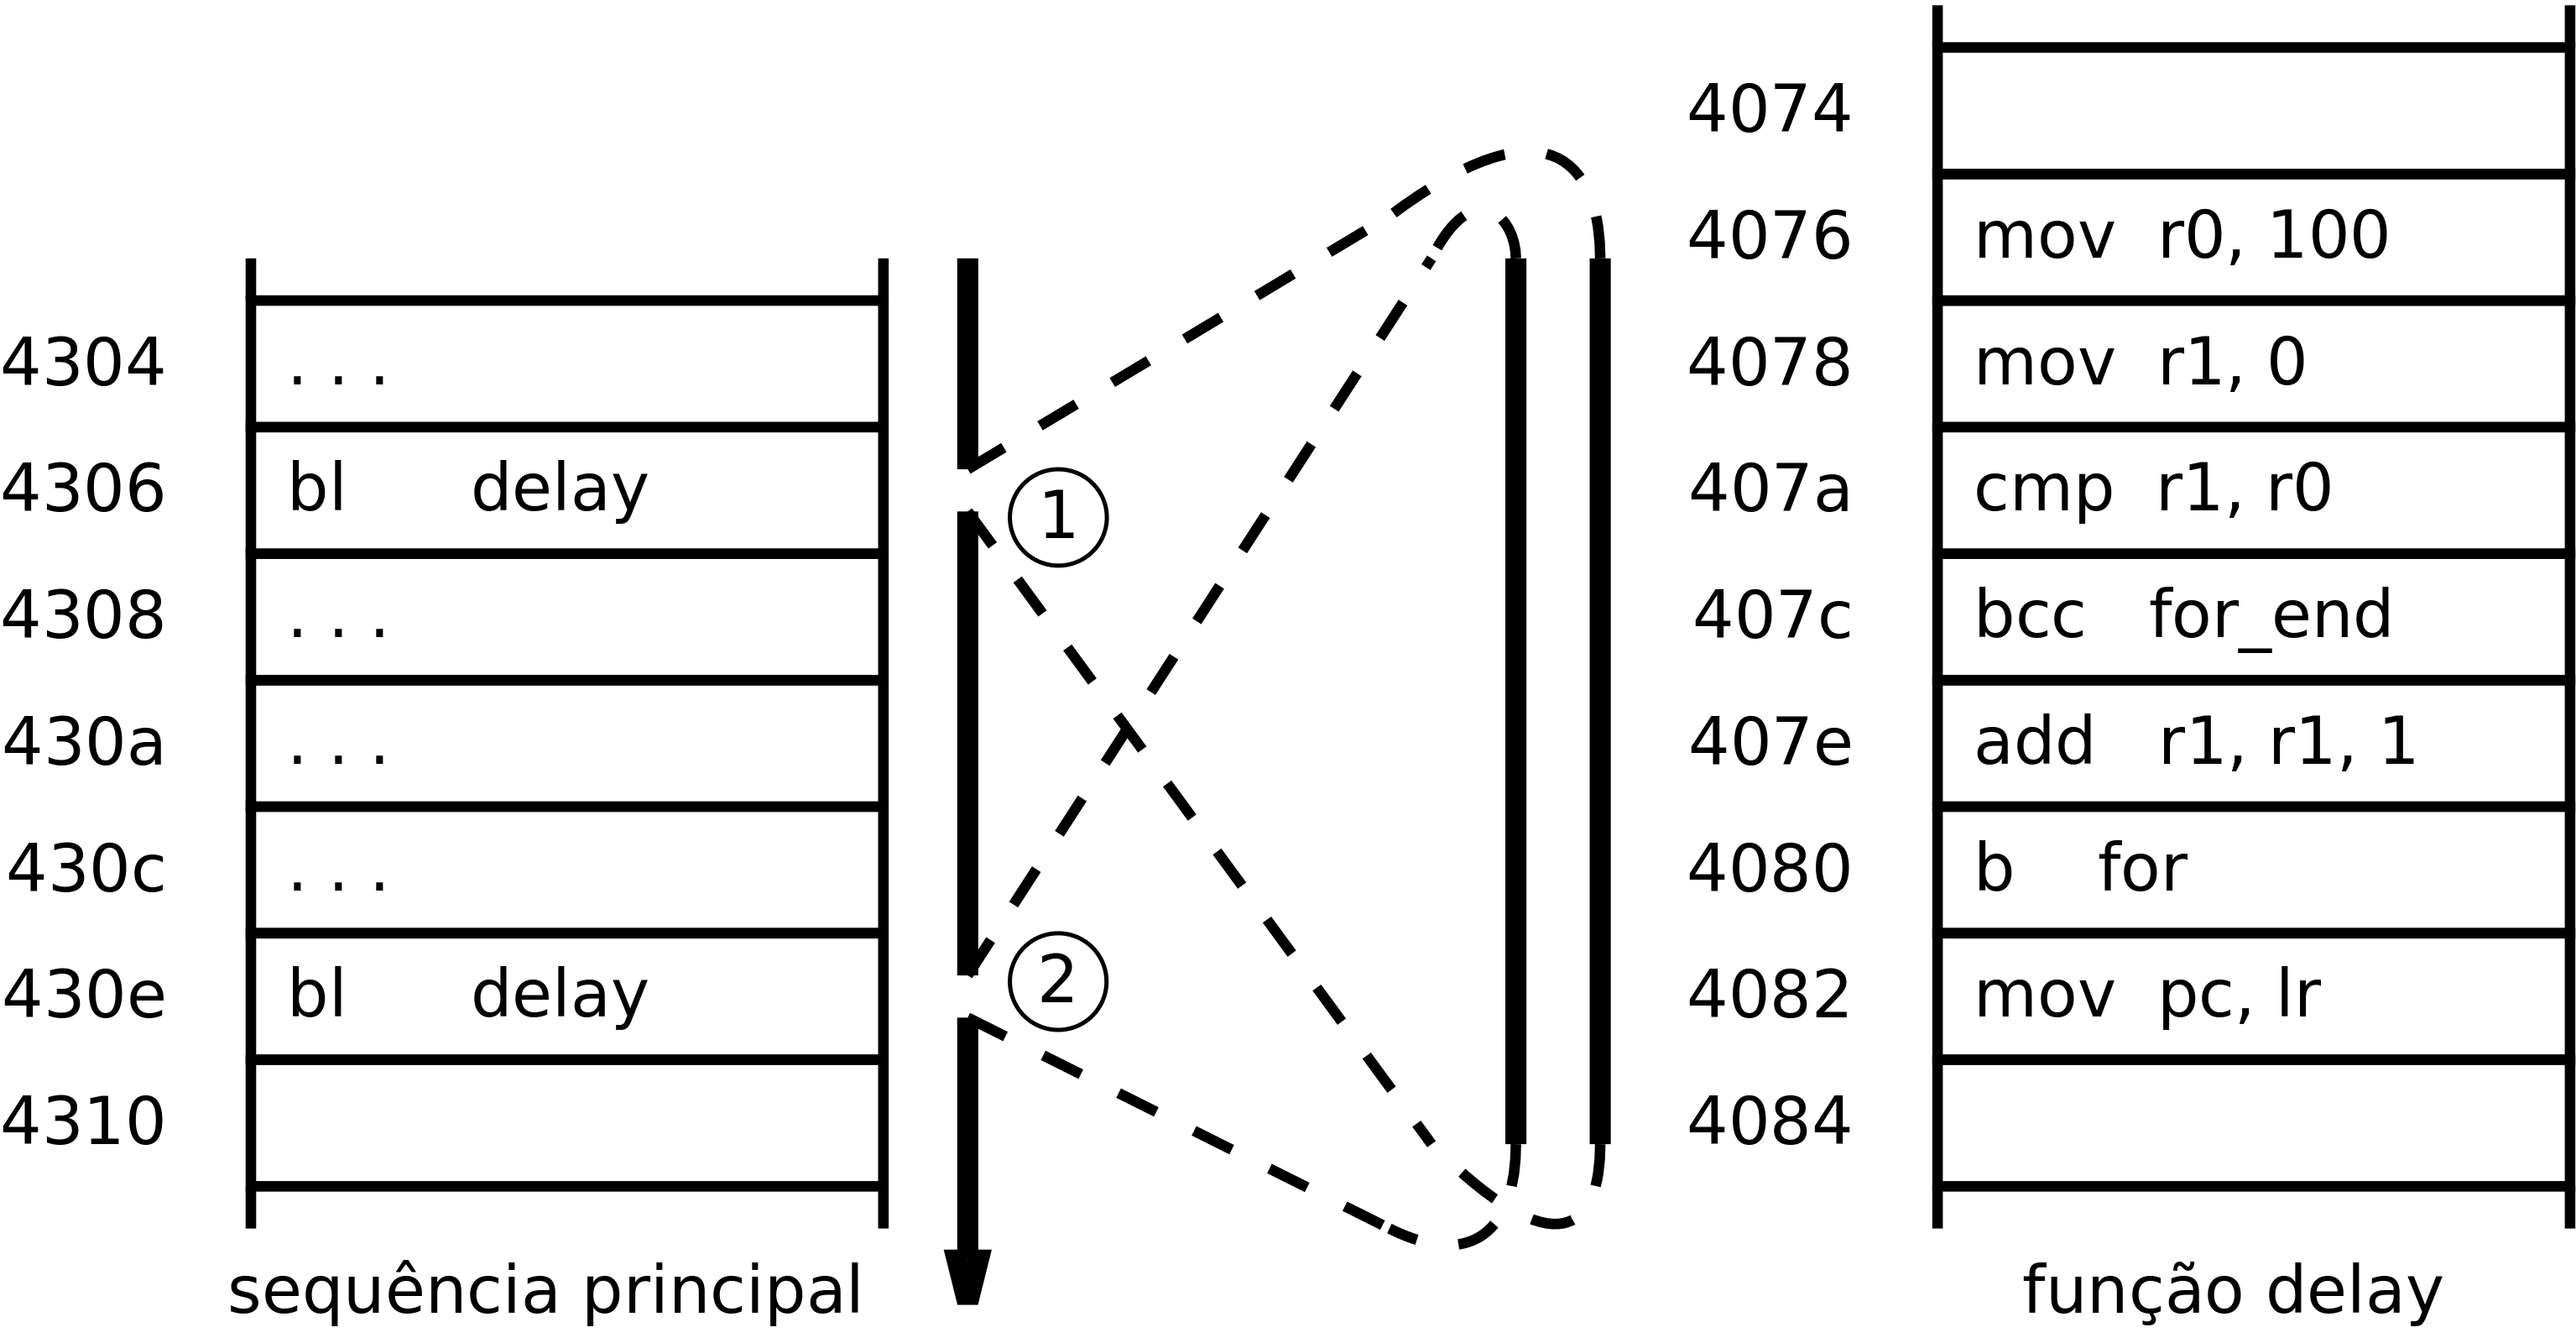 4304 . . .
4306 bl delay
4308 . . .
430a . . .
430c . . .
430e bl delay
4310
sequência principal
1
2
4074
4076 mov r0, 100
4078 mov r1, 0
407a cmp r1, r0
407c bcc for_end
407e add r1, r1, 1
4080 b for
4082 mov pc, lr
4084
função delay